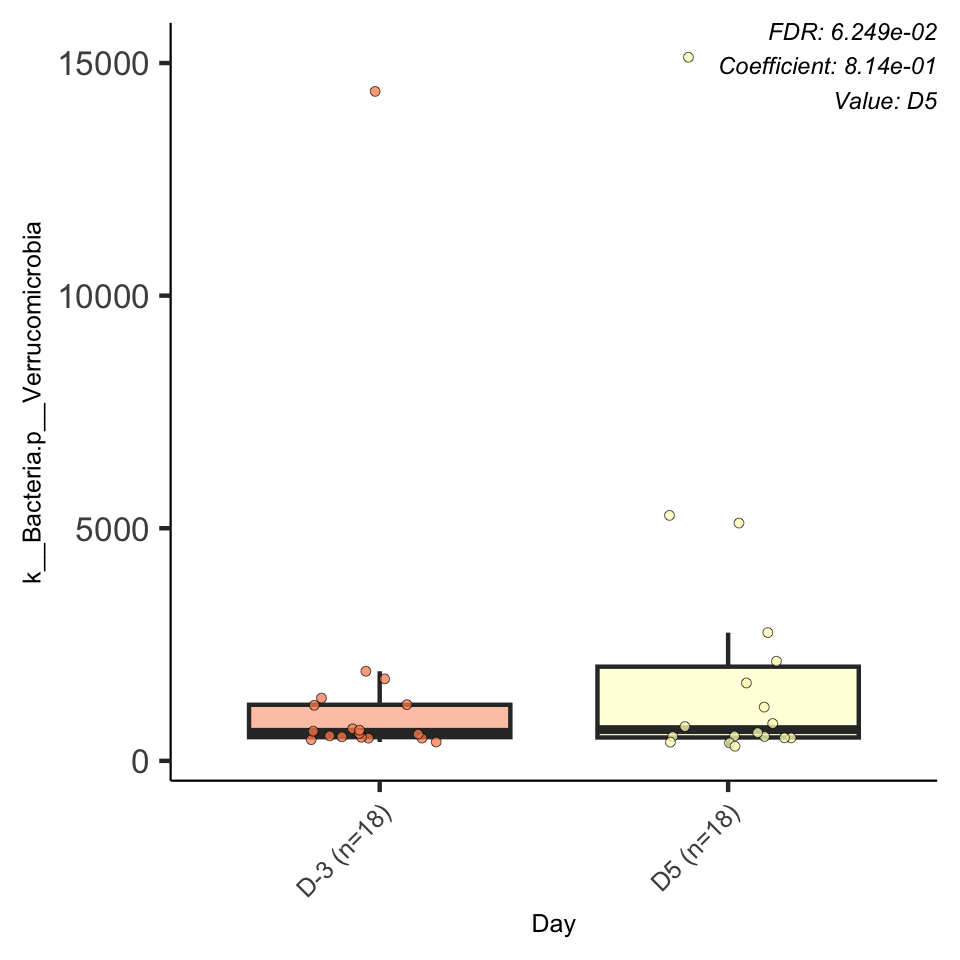 FDR: 6.249e-02
Coefficient: 8.14e-01
Value: D5
k__Bacteria.p__Verrucomicrobia
15000
10000
5000
0
D-3 (n=18)
D5 (n=18)
Day